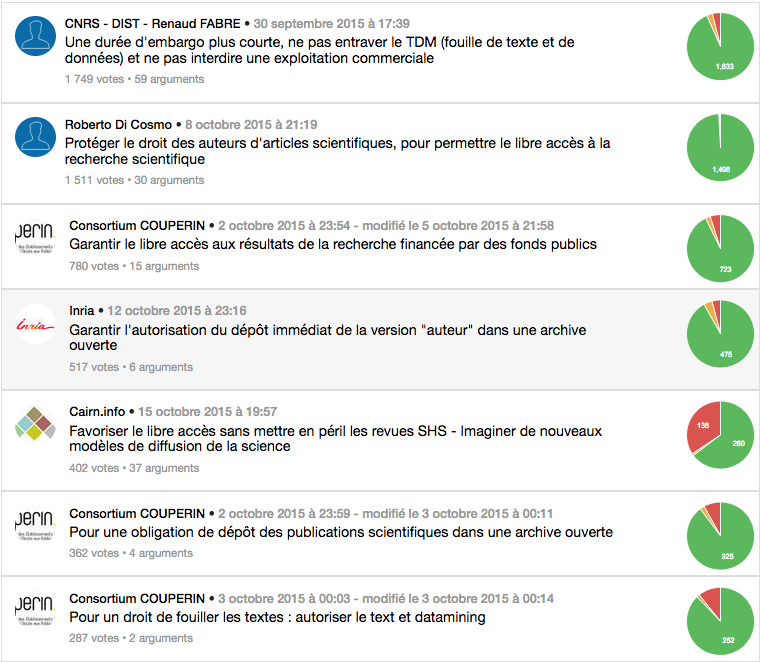 CNRS - DIST - Renaud FABRE • 30 septembre 2015 à 17:39
Une durée d'embargo plus courte, ne pas entraver le TDM (fouille de texte et de
données) et ne pas interdire une exploitation commerciale
1 749 votes • 59 arguments
1,633
Roberto Di Cosmo • 8 octobre 2015 à 21:19
Protéger le droit des auteurs d'articles scientifiques, pour permettre le libre accès à la
recherche scientifique
1 511 votes • 30 arguments
1,498
perin.
des Établissements
Consortium COUPERIN • 2 octobre 2015 à 23:54 - modifié le 5 octobre 2015 à 21:58
Garantir le libre accès aux résultats de la recherche financée par des fonds publics
780 votes • 15 arguments
723
Inria
Inria • 12 octobre 2015 à 23:16
Garantir l'autorisation du dépôt immédiat de la version "auteur" dans une archive
ouverte
517 votes • 6 arguments
475
Cairn.info • 15 octobre 2015 à 19:57
Favoriser le libre accès sans mettre en péril les revues SHS - Imaginer de nouveaux
modèles de diffusion de la science
402 votes • 37 arguments
136
260
perin.
des Établissements
Consortium COUPERIN • 2 octobre 2015 à 23:59 - modifié le 3 octobre 2015 à 00:11
Pour une obligation de dépôt des publications scientifiques dans une archive ouverte
362 votes • 4 arguments
325
perin.
des Établissements
Consortium COUPERIN • 3 octobre 2015 à 00:03 - modifié le 3 octobre 2015 à 00:14
Pour un droit de fouiller les textes : autoriser le text et datamining
287 votes • 2 arguments
252